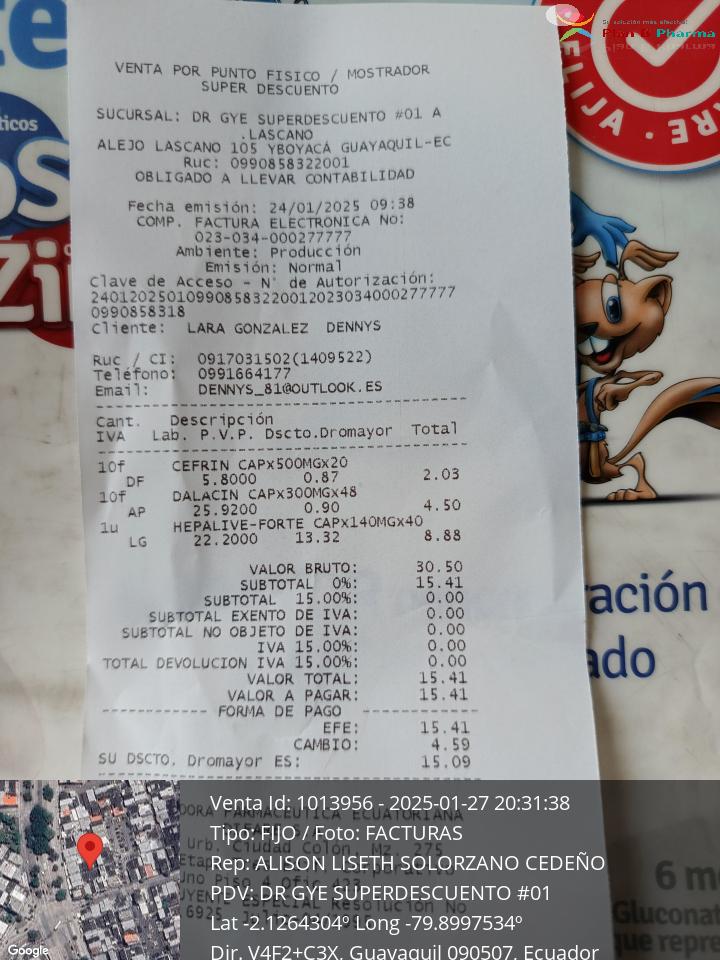 Su solución más efectiva!
Plan B Pharma
VENTA POR PUNTO FISICO / MOSTRADOR
SUPER DESCUENTO
SUCURSAL: DR GYE SUPERDESCUENTO #01 A
.LASCANO
ALEJO LASCANO 105 YBOYACÁ GUAYAQUIL-EC
Ruc: 0990858322001
OBLIGADO A LLEVAR CONTABILIDAD
Fecha emisión: 24/01/2025 09:38
COMP. FACTURA ELECTRONICA No:
023-034-000277777
Ambiente: Producción
Emisión: Normal
Clave de Acceso - N° de Autorización:
240120250109908583220012023034000277777
0990858318
Cliente: LARA GONZALEZ DENNYS
Ruc / CI: 0917031502(1409522)
Teléfono: 0991664177
Email: DENNYS_81@OUTLOOK.ES
Cant. Descripción
IVA Lab. P.V.P. Dscto.Dromayor Total
10f CEFRIN CAPx500MGx20
DF 5.8000 0.87 2.03
10f DALACIN CAPx300MGx48
AP 25.9200 0.90 4.50
1u HEPALIVE-FORTE CAPx140MGx40
LG 22.2000 13.32 8.88
VALOR BRUTO: 30.50
SUBTOTAL 0%: 15.41
SUBTOTAL 15.00%: 0.00
SUBTOTAL EXENTO DE IVA: 0.00
SUBTOTAL NO OBJETO DE IVA: 0.00
IVA 15.00%: 0.00
TOTAL DEVOLUCION IVA 15.00%: 0.00
VALOR TOTAL: 15.41
VALOR A PAGAR: 15.41
------------ FORMA DE PAGO ------------
EFE: 15.41
CAMBIO: 4.59
SU DSCTO. Dromayor ES: 15.09
Venta Id: 1013956 - 2025-01-27 20:31:38
Tipo: FIJO / Foto: FACTURAS
Rep: ALISON LISETH SOLORZANO CEDEÑO
PDV: DR GYE SUPERDESCUENTO #01
Lat -2.1264304º Long -79.8997534º
Dir. V4F2+C3X, Guayaquil 090507, Ecuador
Google